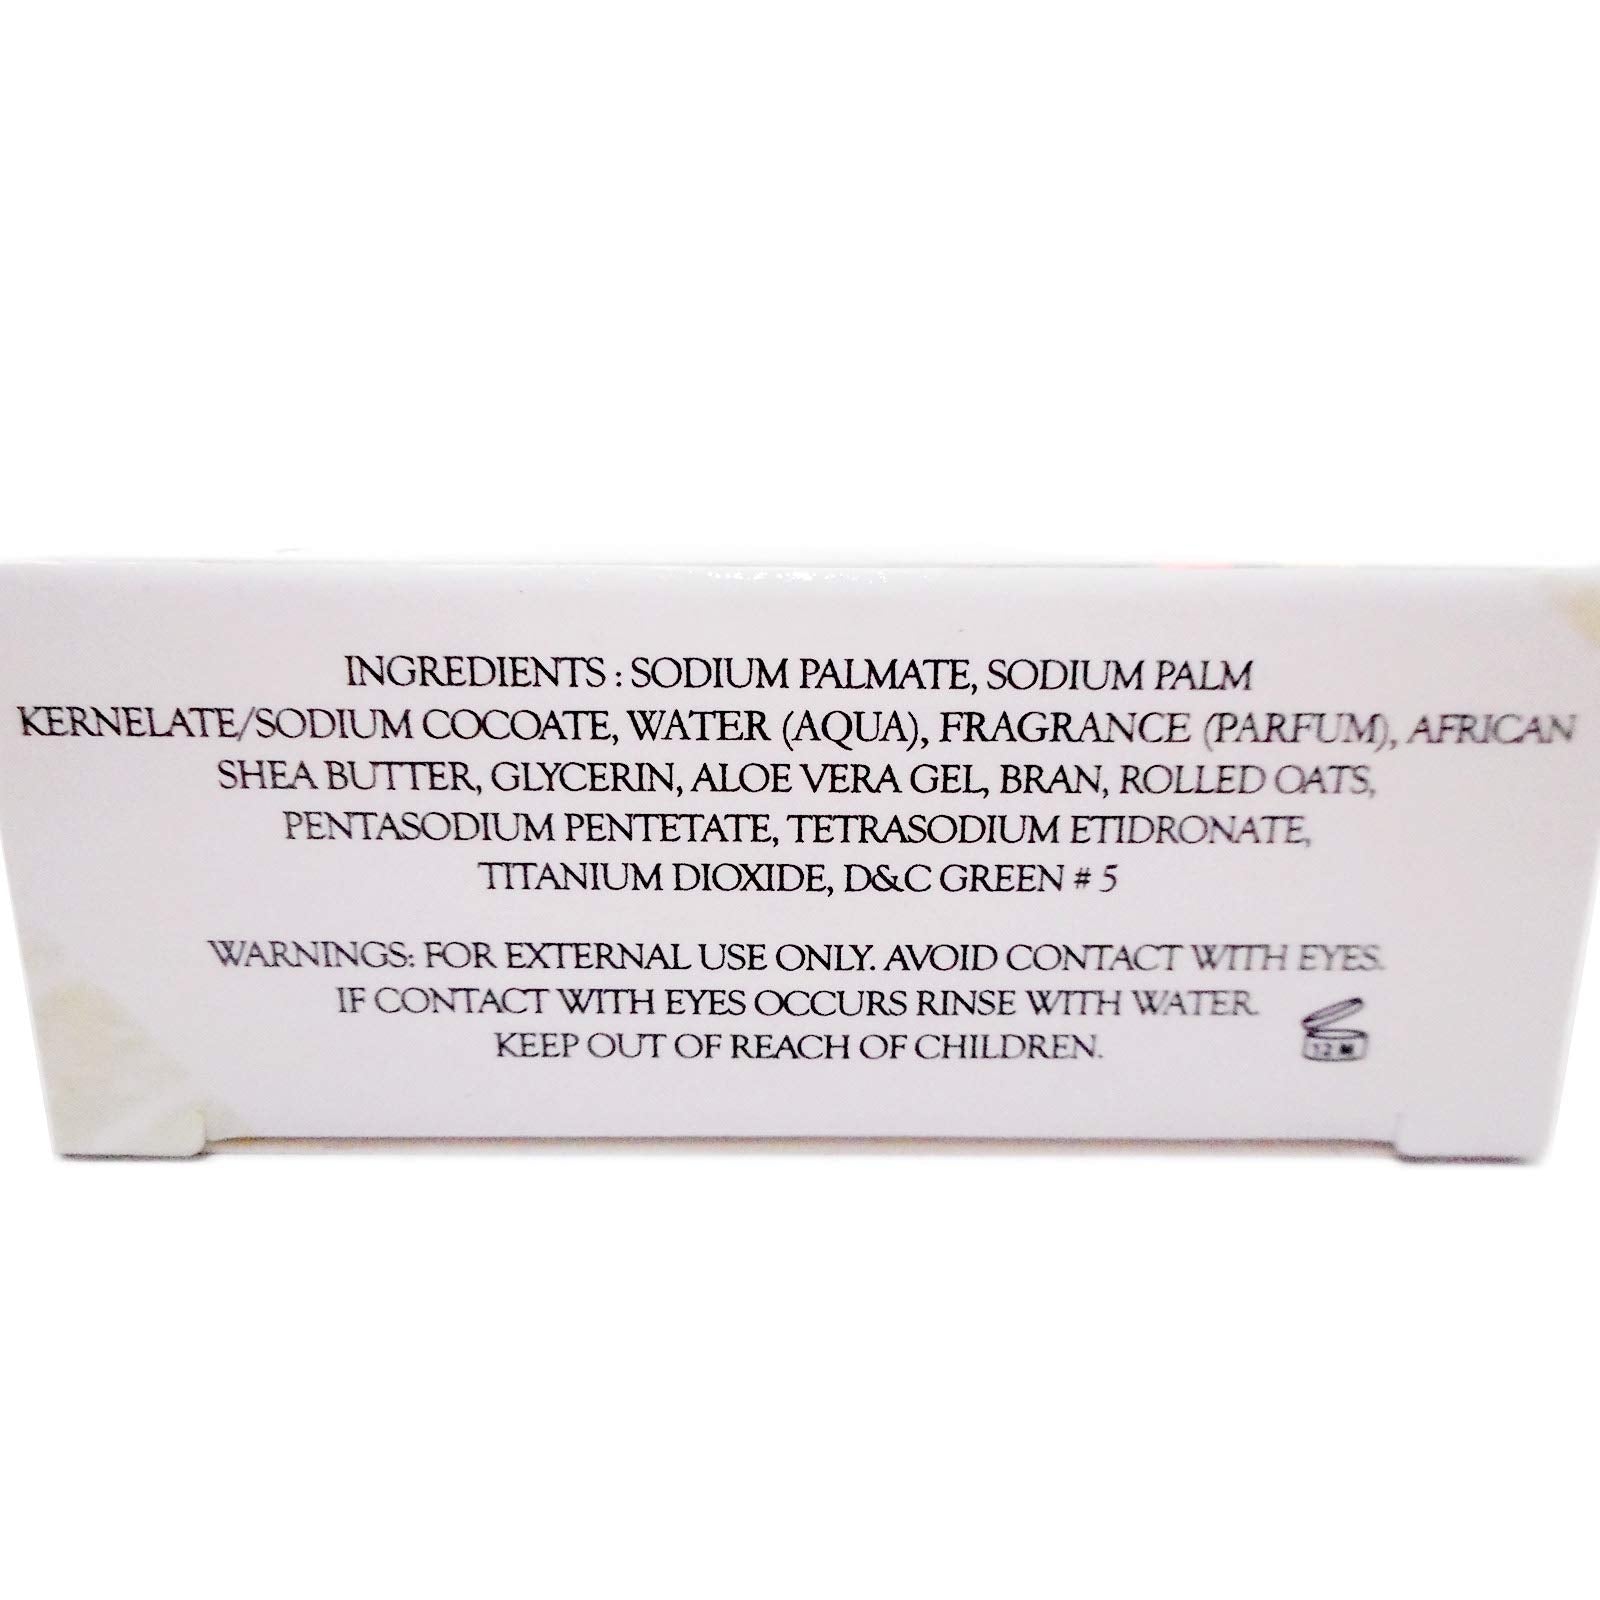 INGREDIENTS : SODIUM PALMATE, SODIUM PALM
KERNELATE/SODIUM COCOATE, WATER (AQUA), FRAGRANCE (PARFUM), AFRICAN
SHEA BUTTER, GLYCERIN, ALOE VERA GEL, BRAN, ROLLED OATS,
PENTASODIUM PENTETATE, TETRASODIUM ETIDRONATE,
TITANIUM DIOXIDE, D&C GREEN # 5
WARNINGS: FOR EXTERNAL USE ONLY. AVOID CONTACT WITH EYES.
IF CONTACT WITH EYES OCCURS RINSE WITH WATER.
KEEP OUT OF REACH OF CHILDREN.
12 M